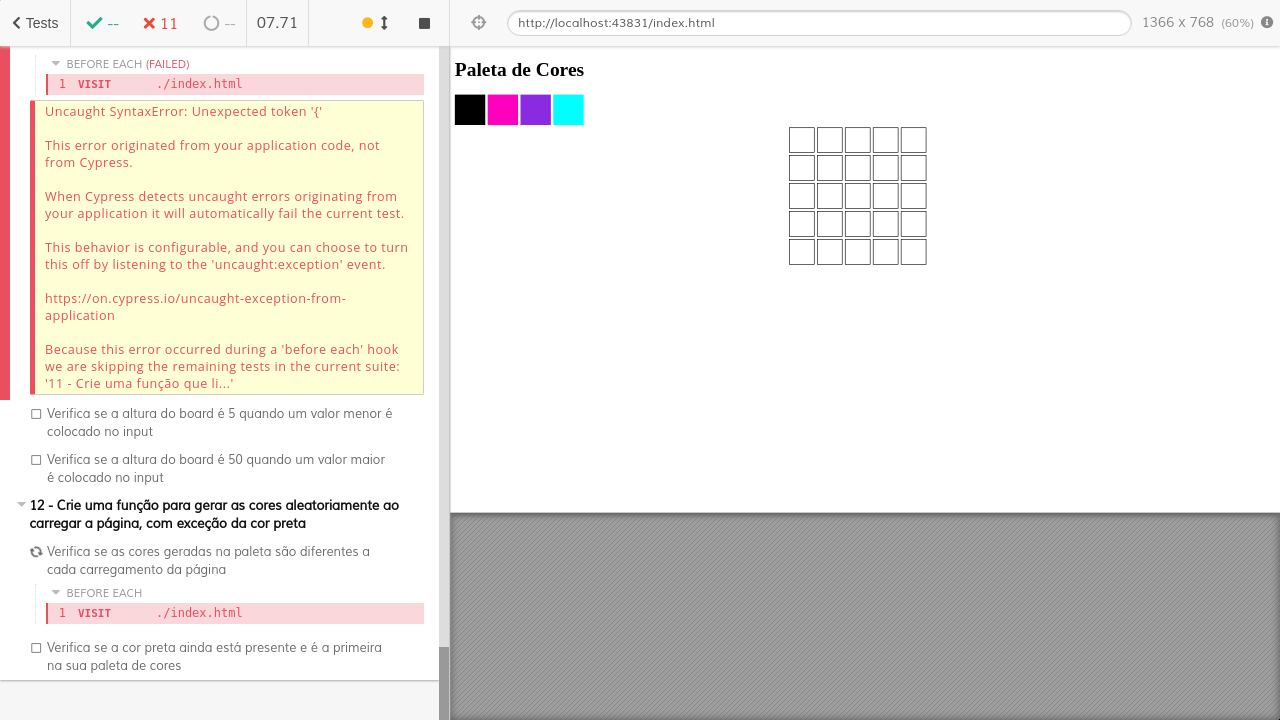 Tests
--
11
--
07.71
http://localhost:43831/index.html
1366 x 768 (60%)
BEFORE EACH (FAILED)
1 VISIT ./index.html
Uncaught SyntaxError: Unexpected token '{'
This error originated from your application code, not
from Cypress.
When Cypress detects uncaught errors originating from
your application it will automatically fail the current test.
This behavior is configurable, and you can choose to turn
this off by listening to the 'uncaught:exception' event.
https://on.cypress.io/uncaught-exception-from-
application
Because this error occurred during a 'before each' hook
we are skipping the remaining tests in the current suite:
'11 - Crie uma função que li...'
Verifica se a altura do board é 5 quando um valor menor é
colocado no input
Verifica se a altura do board é 50 quando um valor maior
é colocado no input
12 - Crie uma função para gerar as cores aleatoriamente ao
carregar a página, com exceção da cor preta
Verifica se as cores geradas na paleta são diferentes a
cada carregamento da página
BEFORE EACH
1 VISIT ./index.html
Verifica se a cor preta ainda está presente e é a primeira
na sua paleta de cores
Paleta de Cores